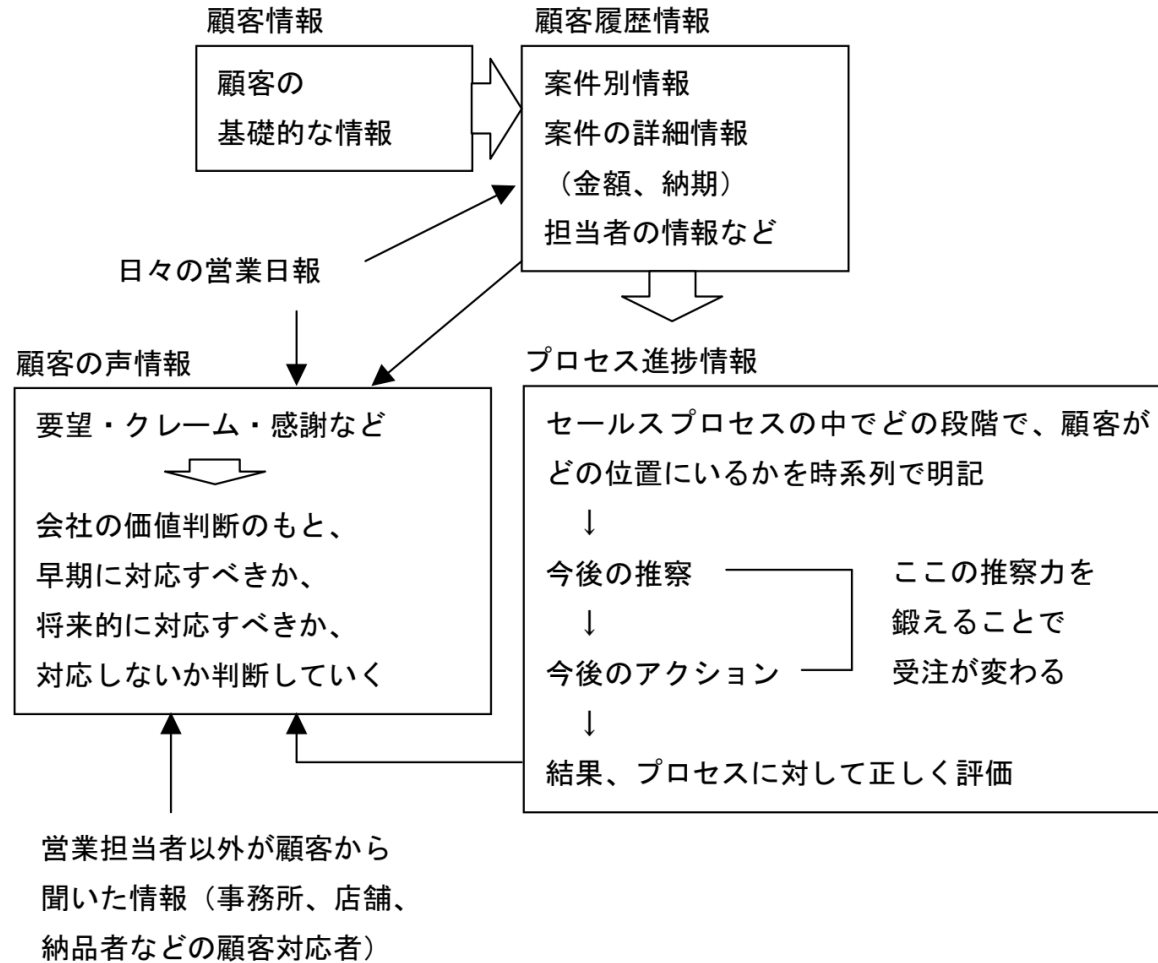 顧客情報
顧客の
基礎的な情報
顧客履歴情報
案件別情報
案件の詳細情報
（金額、納期）
担当者の情報など
日々の営業日報
顧客の声情報
要望・クレーム・感謝など
会社の価値判断のもと、
早期に対応すべきか、
将来的に対応すべきか、
対応しないか判断していく
プロセス進捗情報
セールスプロセスの中でどの段階で、顧客が
どの位置にいるかを時系列で明記
↓
今後の推察
↓
今後のアクション
↓
結果、プロセスに対して正しく評価
ここの推察力を
鍛えることで
受注が変わる
営業担当者以外が顧客から
聞いた情報（事務所、店舗、
納品者などの顧客対応者）